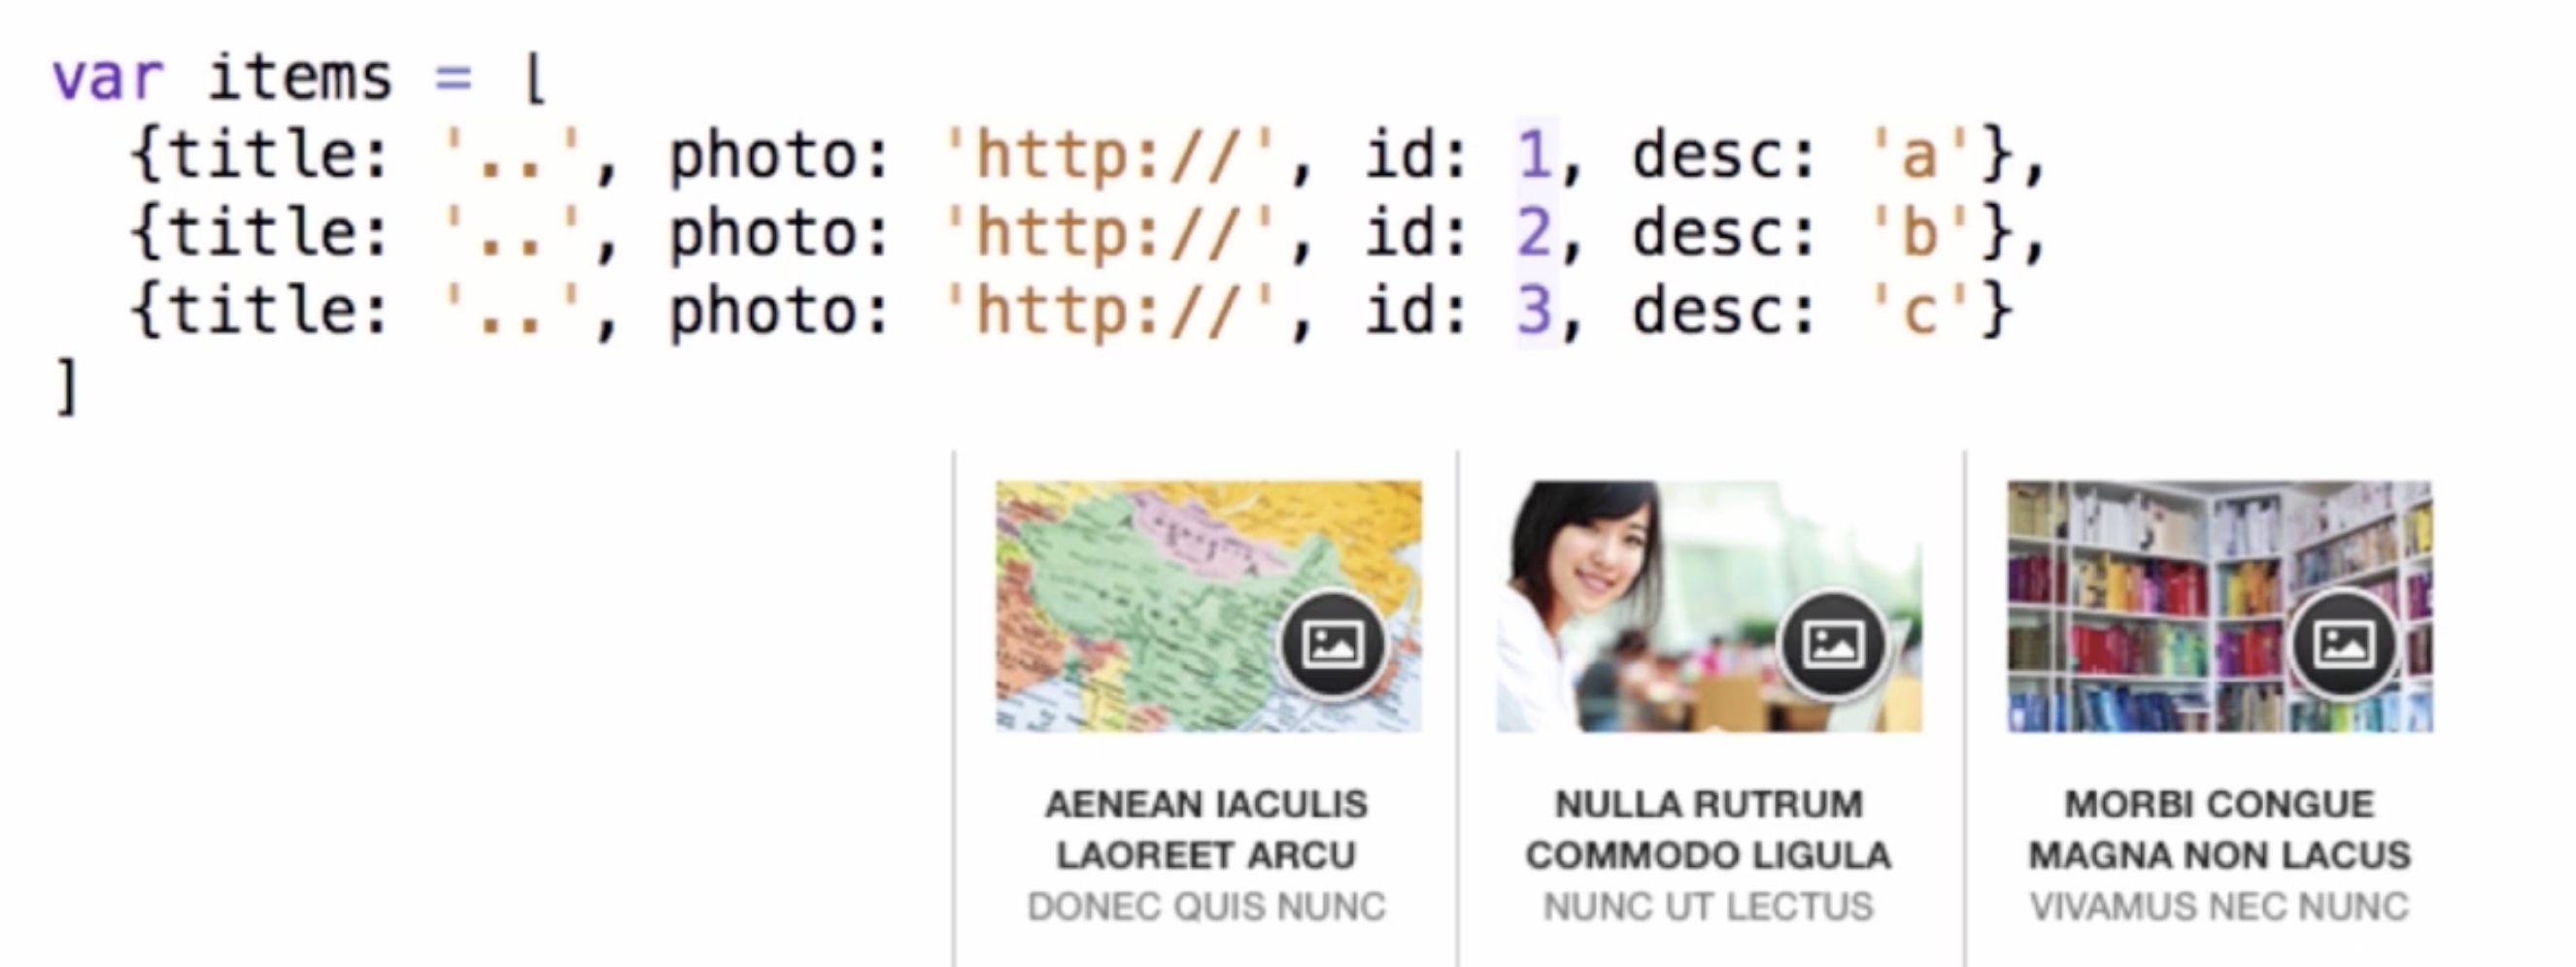 var items = [
{title: '..', photo: 'http://', id: 1, desc: 'a'},
{title: '..', photo: 'http://', id: 2, desc: 'b'},
{title: '..', photo: 'http://', id: 3, desc: 'c'}
]
AENEAN IACULIS
LAOREET ARCU
DONEC QUIS NUNC
NULLA RUTRUM
COMMODO LIGULA
NUNC UT LECTUS
MORBI CONGUE
MAGNA NON LACUS
VIVAMUS NEC NUNC